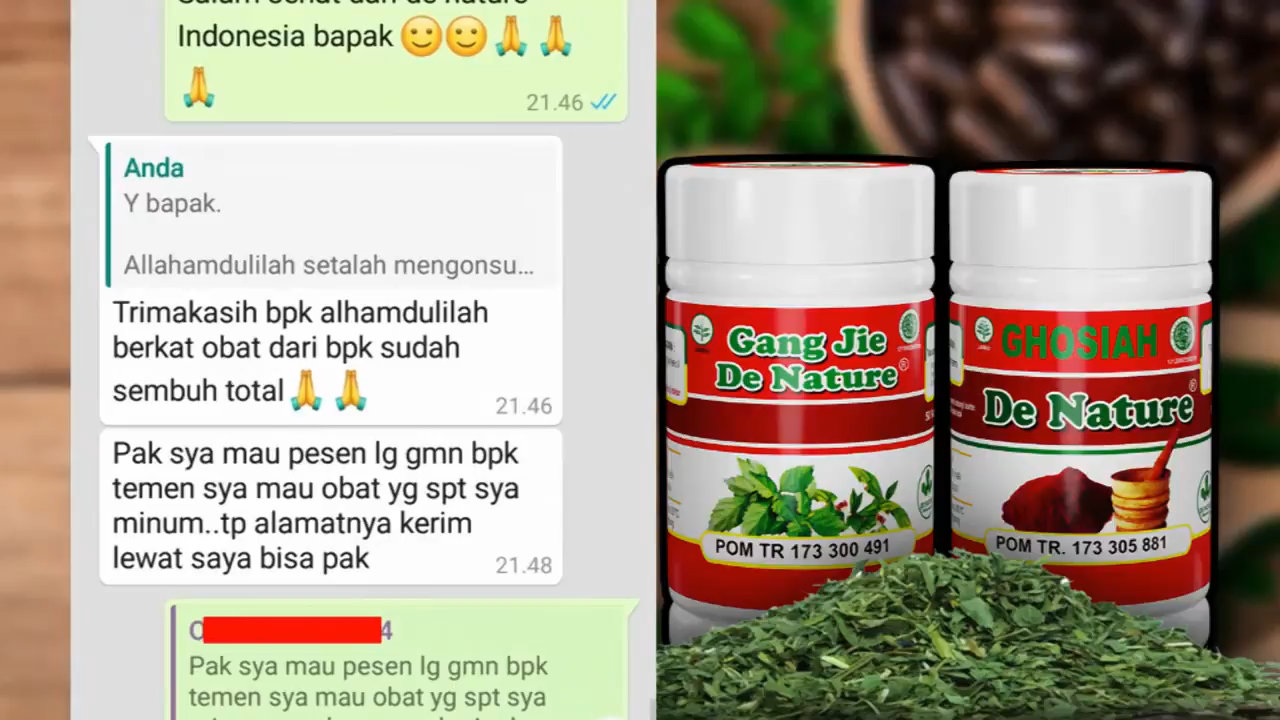 Indonesia bapak 🙂🙂🙏🙏
🙏
21.46
Anda
Y bapak.
Allahamdulilah setalah mengonsu...
Trimakasih bpk alhamdulilah
berkat obat dari bpk sudah
sembuh total🙏🙏
21.46
Pak sya mau pesen lg gmn bpk
temen sya mau obat yg spt sya
minum..tp alamatnya kerim
lewat saya bisa pak
21.48
4
Pak sya mau pesen lg gmn bpk
temen sya mau obat yg spt sya
Gang Jie
De Nature®
POM TR 173 300 491
GHOSIAH
De Nature®
POM TR. 173 305 881